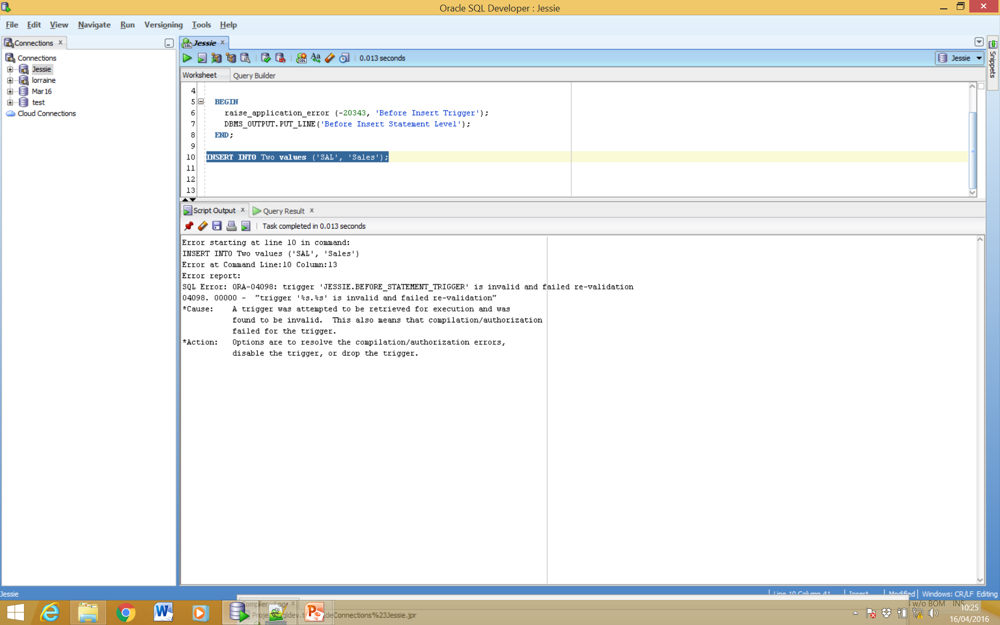 Oracle SQL Developer : Jessie
File Edit View Navigate Run Versioning Tools Help
Connections
Jessie
Connections
Jessie
lorraine
Mar16
test
Cloud Connections
0.013 seconds
Jessie
Snippets
Worksheet Query Builder
4
5 BEGIN
6 raise_application_error (-20343, 'Before Insert Trigger');
7 DBMS_OUTPUT.PUT_LINE('Before Insert Statement Level');
8 END;
9
10 INSERT INTO Two values ('SAL', 'Sales');
11
12
13
Script Output Query Result
Task completed in 0.013 seconds
Error starting at line 10 in command:
INSERT INTO Two values ('SAL', 'Sales')
Error at Command Line:10 Column:13
Error report:
SQL Error: ORA-04098: trigger 'JESSIE.BEFORE_STATEMENT_TRIGGER' is invalid and failed re-validation
04098. 00000 - "trigger '%s.%s' is invalid and failed re-validation"
*Cause: A trigger was attempted to be retrieved for execution and was
found to be invalid. This also means that compilation/authorization
failed for the trigger.
*Action: Options are to resolve the compilation/authorization errors,
disable the trigger, or drop the trigger.
Jessie
Line 10 Column 41 Insert Modified Windows: CR/LF Editing
w/o BOM INS
10:25
16/04/2016